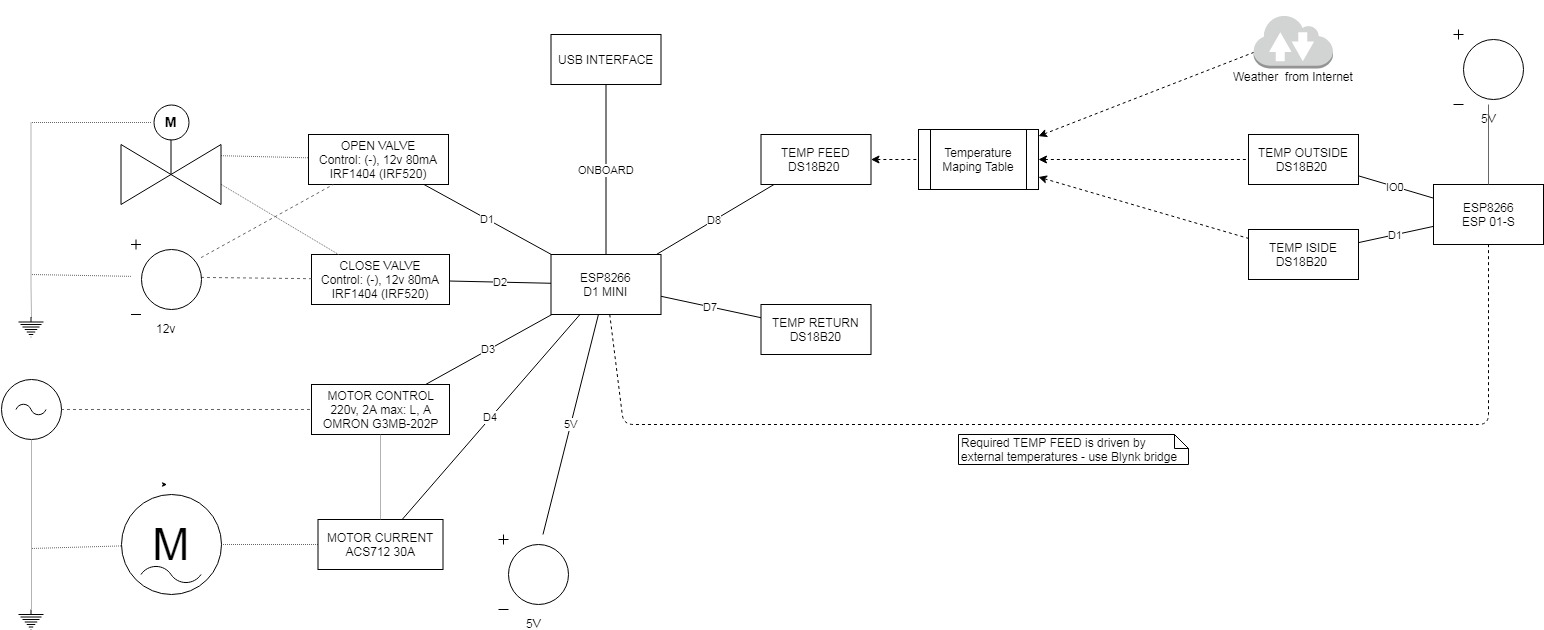 USB INTERFACE
Weather  from Internet
+
−
5V
M
OPEN VALVE
Control: (-), 12v 80mA
IRF1404 (IRF520)
ONBOARD
TEMP FEED
DS18B20
Temperature
Maping Table
TEMP OUTSIDE
DS18B20
IO0
ESP8266
ESP 01-S
D1
D8
D1
TEMP ISIDE
DS18B20
+
−
12v
CLOSE VALVE
Control: (-), 12v 80mA
IRF1404 (IRF520)
D2
ESP8266
D1 MINI
D7
TEMP RETURN
DS18B20
D3
MOTOR CONTROL
220v, 2A max: L, A
OMRON G3MB-202P
D4
5V
Required TEMP FEED is driven by
external temperatures - use Blynk bridge
M
MOTOR CURRENT
ACS712 30A
+
−
5V